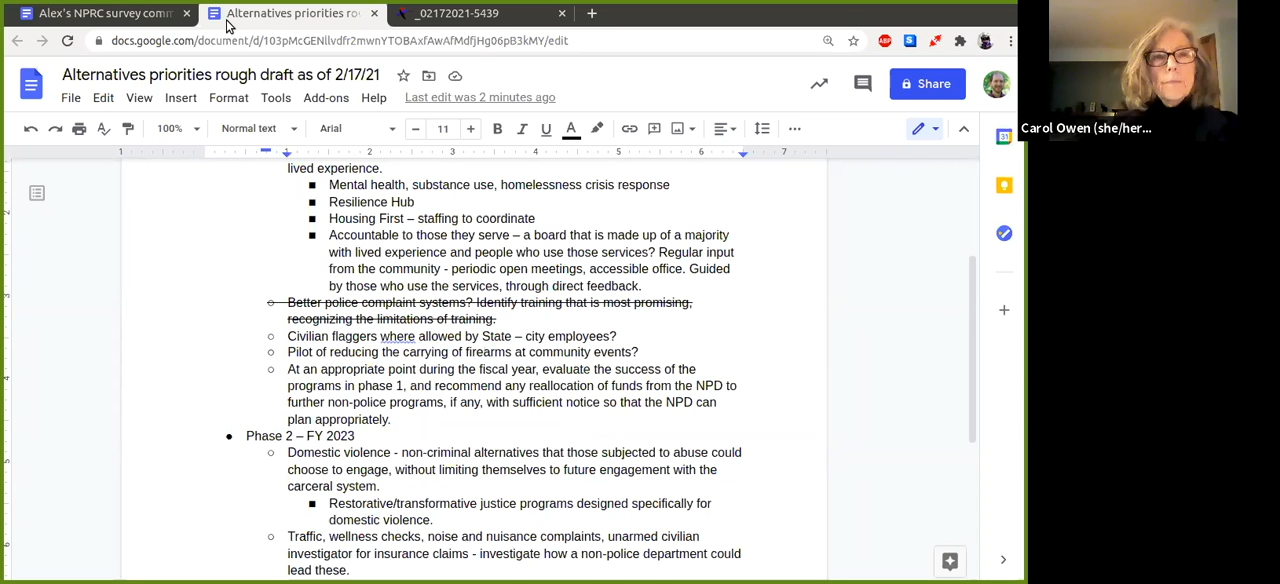 Alex's NPRC survey comm
Alternatives priorities ro
_02172021-5439
docs.google.com/document/d/103pMcGENllvdfr2mwnYTOBAxfAwAfMdfjHg06pB3kMY/edit
ABP
S
Alternatives priorities rough draft as of 2/17/21
Share
File Edit View Insert Format Tools Add-ons Help Last edit was 2 minutes ago
100% Normal text Arial 11 B I U A
1 1 2 3 4 5 6 7
31
lived experience.
■ Mental health, substance use, homelessness crisis response
■ Resilience Hub
■ Housing First – staffing to coordinate
■ Accountable to those they serve – a board that is made up of a majority
with lived experience and people who use those services? Regular input
from the community - periodic open meetings, accessible office. Guided
by those who use the services, through direct feedback.
○ Better police complaint systems? Identify training that is most promising,
recognizing the limitations of training.
○ Civilian flaggers where allowed by State – city employees?
○ Pilot of reducing the carrying of firearms at community events?
○ At an appropriate point during the fiscal year, evaluate the success of the
programs in phase 1, and recommend any reallocation of funds from the NPD to
further non-police programs, if any, with sufficient notice so that the NPD can
plan appropriately.
● Phase 2 – FY 2023
○ Domestic violence - non-criminal alternatives that those subjected to abuse could
choose to engage, without limiting themselves to future engagement with the
carceral system.
■ Restorative/transformative justice programs designed specifically for
domestic violence.
○ Traffic, wellness checks, noise and nuisance complaints, unarmed civilian
investigator for insurance claims - investigate how a non-police department could
lead these.
Carol Owen (she/her...